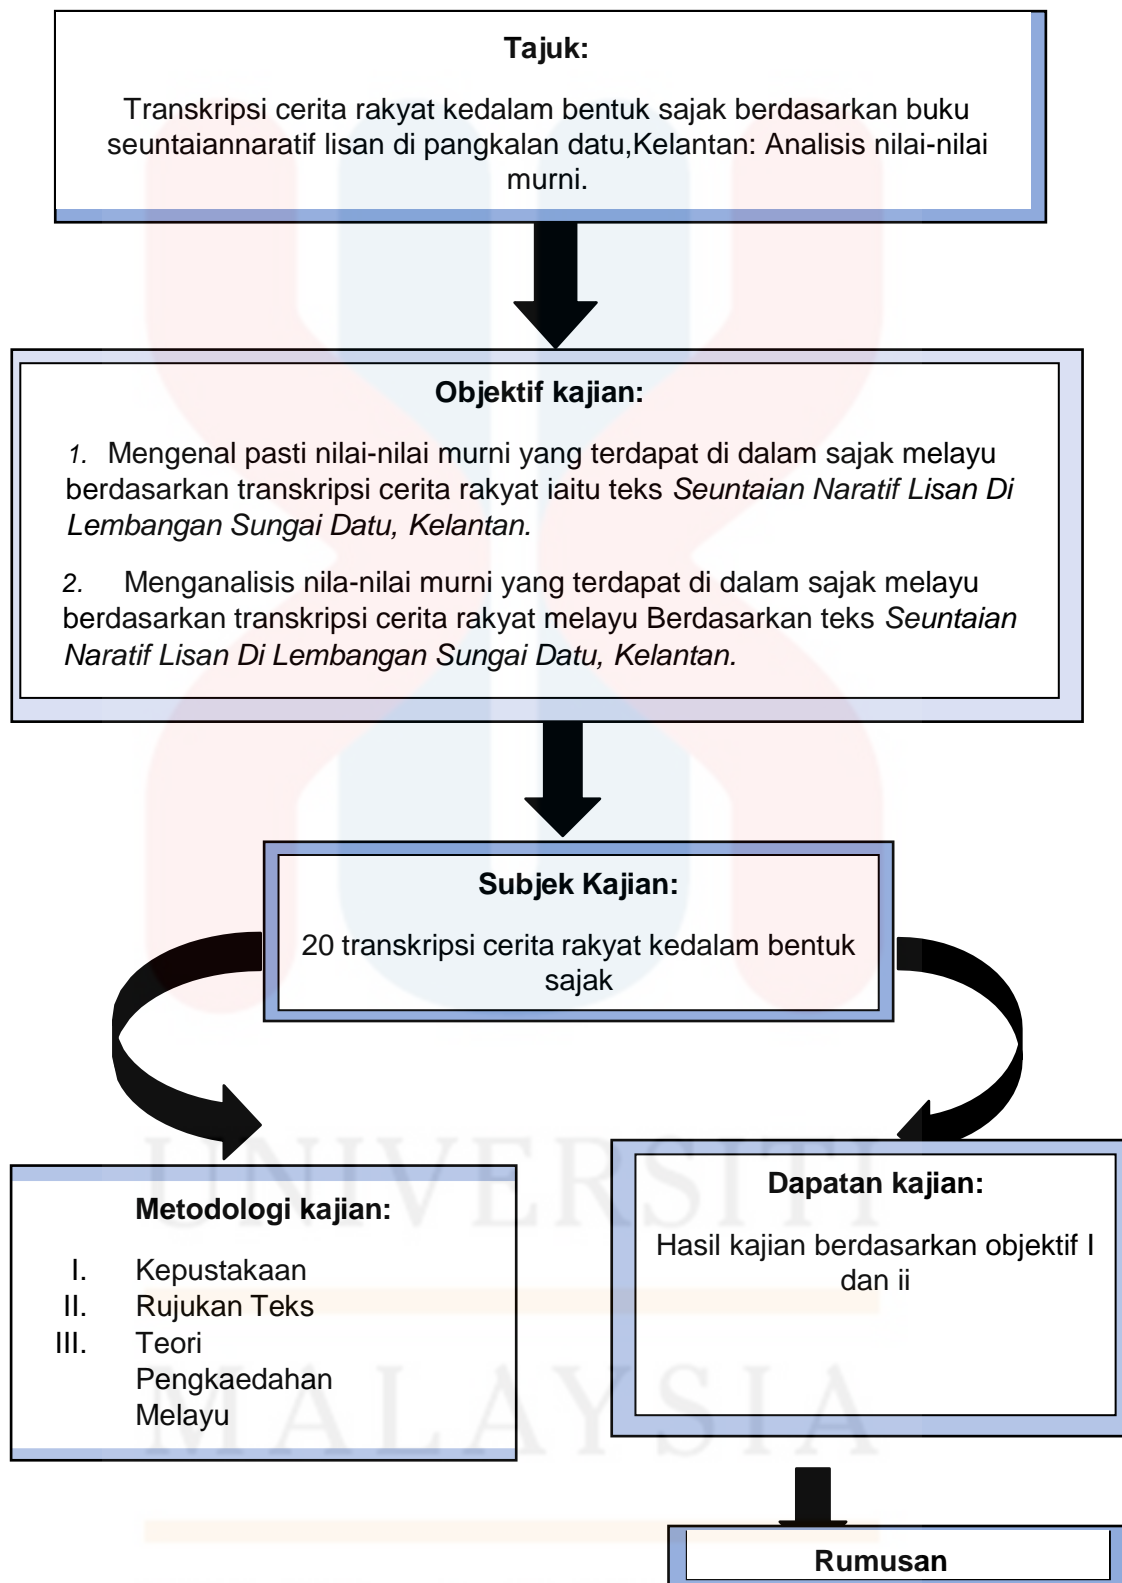 Tajuk:
Transkripsi cerita rakyat kedalam bentuk sajak berdasarkan buku
seuntaiannaratif lisan di pangkalan datu,Kelantan: Analisis nilai-nilai
murni.
Objektif kajian:
1. Mengenal pasti nilai-nilai murni yang terdapat di dalam sajak melayu
berdasarkan transkripsi cerita rakyat iaitu teks Seuntaian Naratif Lisan Di
Lembangan Sungai Datu, Kelantan.
2. Menganalisis nila-nilai murni yang terdapat di dalam sajak melayu
berdasarkan transkripsi cerita rakyat melayu Berdasarkan teks Seuntaian
Naratif Lisan Di Lembangan Sungai Datu, Kelantan.
Subjek Kajian:
20 transkripsi cerita rakyat kedalam bentuk
sajak
UNIVERSITI
Metodologi kajian:
I. Kepustakaan
II. Rujukan Teks
III. Teori
Pengkaedahan
Melayu
Dapatan kajian:
Hasil kajian berdasarkan objektif I
dan ii
MALAYSIA
Rumusan